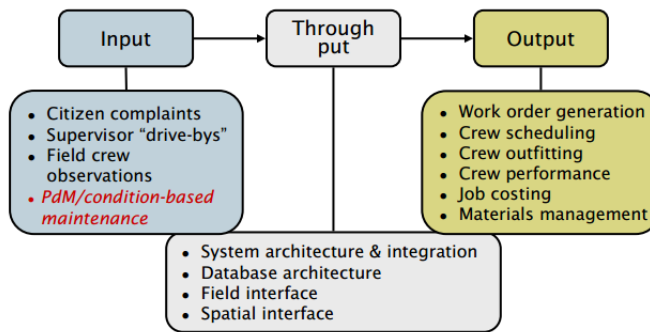 Input
Through
put
Output
• Citizen complaints
• Supervisor “drive-bys”
• Field crew
observations
• PdM/condition-based
maintenance
• Work order generation
• Crew scheduling
• Crew outfitting
• Crew performance
• Job costing
• Materials management
• System architecture & integration
• Database architecture
• Field interface
• Spatial interface